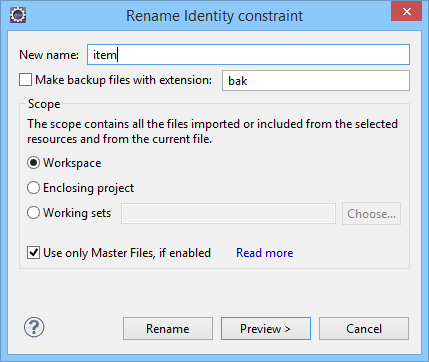 Rename Identity constraint
New name: item
Make backup files with extension: bak
Scope
The scope contains all the files imported or included from the selected
resources and from the current file.
Workspace
Enclosing project
Working sets Choose...
Use only Master Files, if enabled Read more
? Rename Preview > Cancel